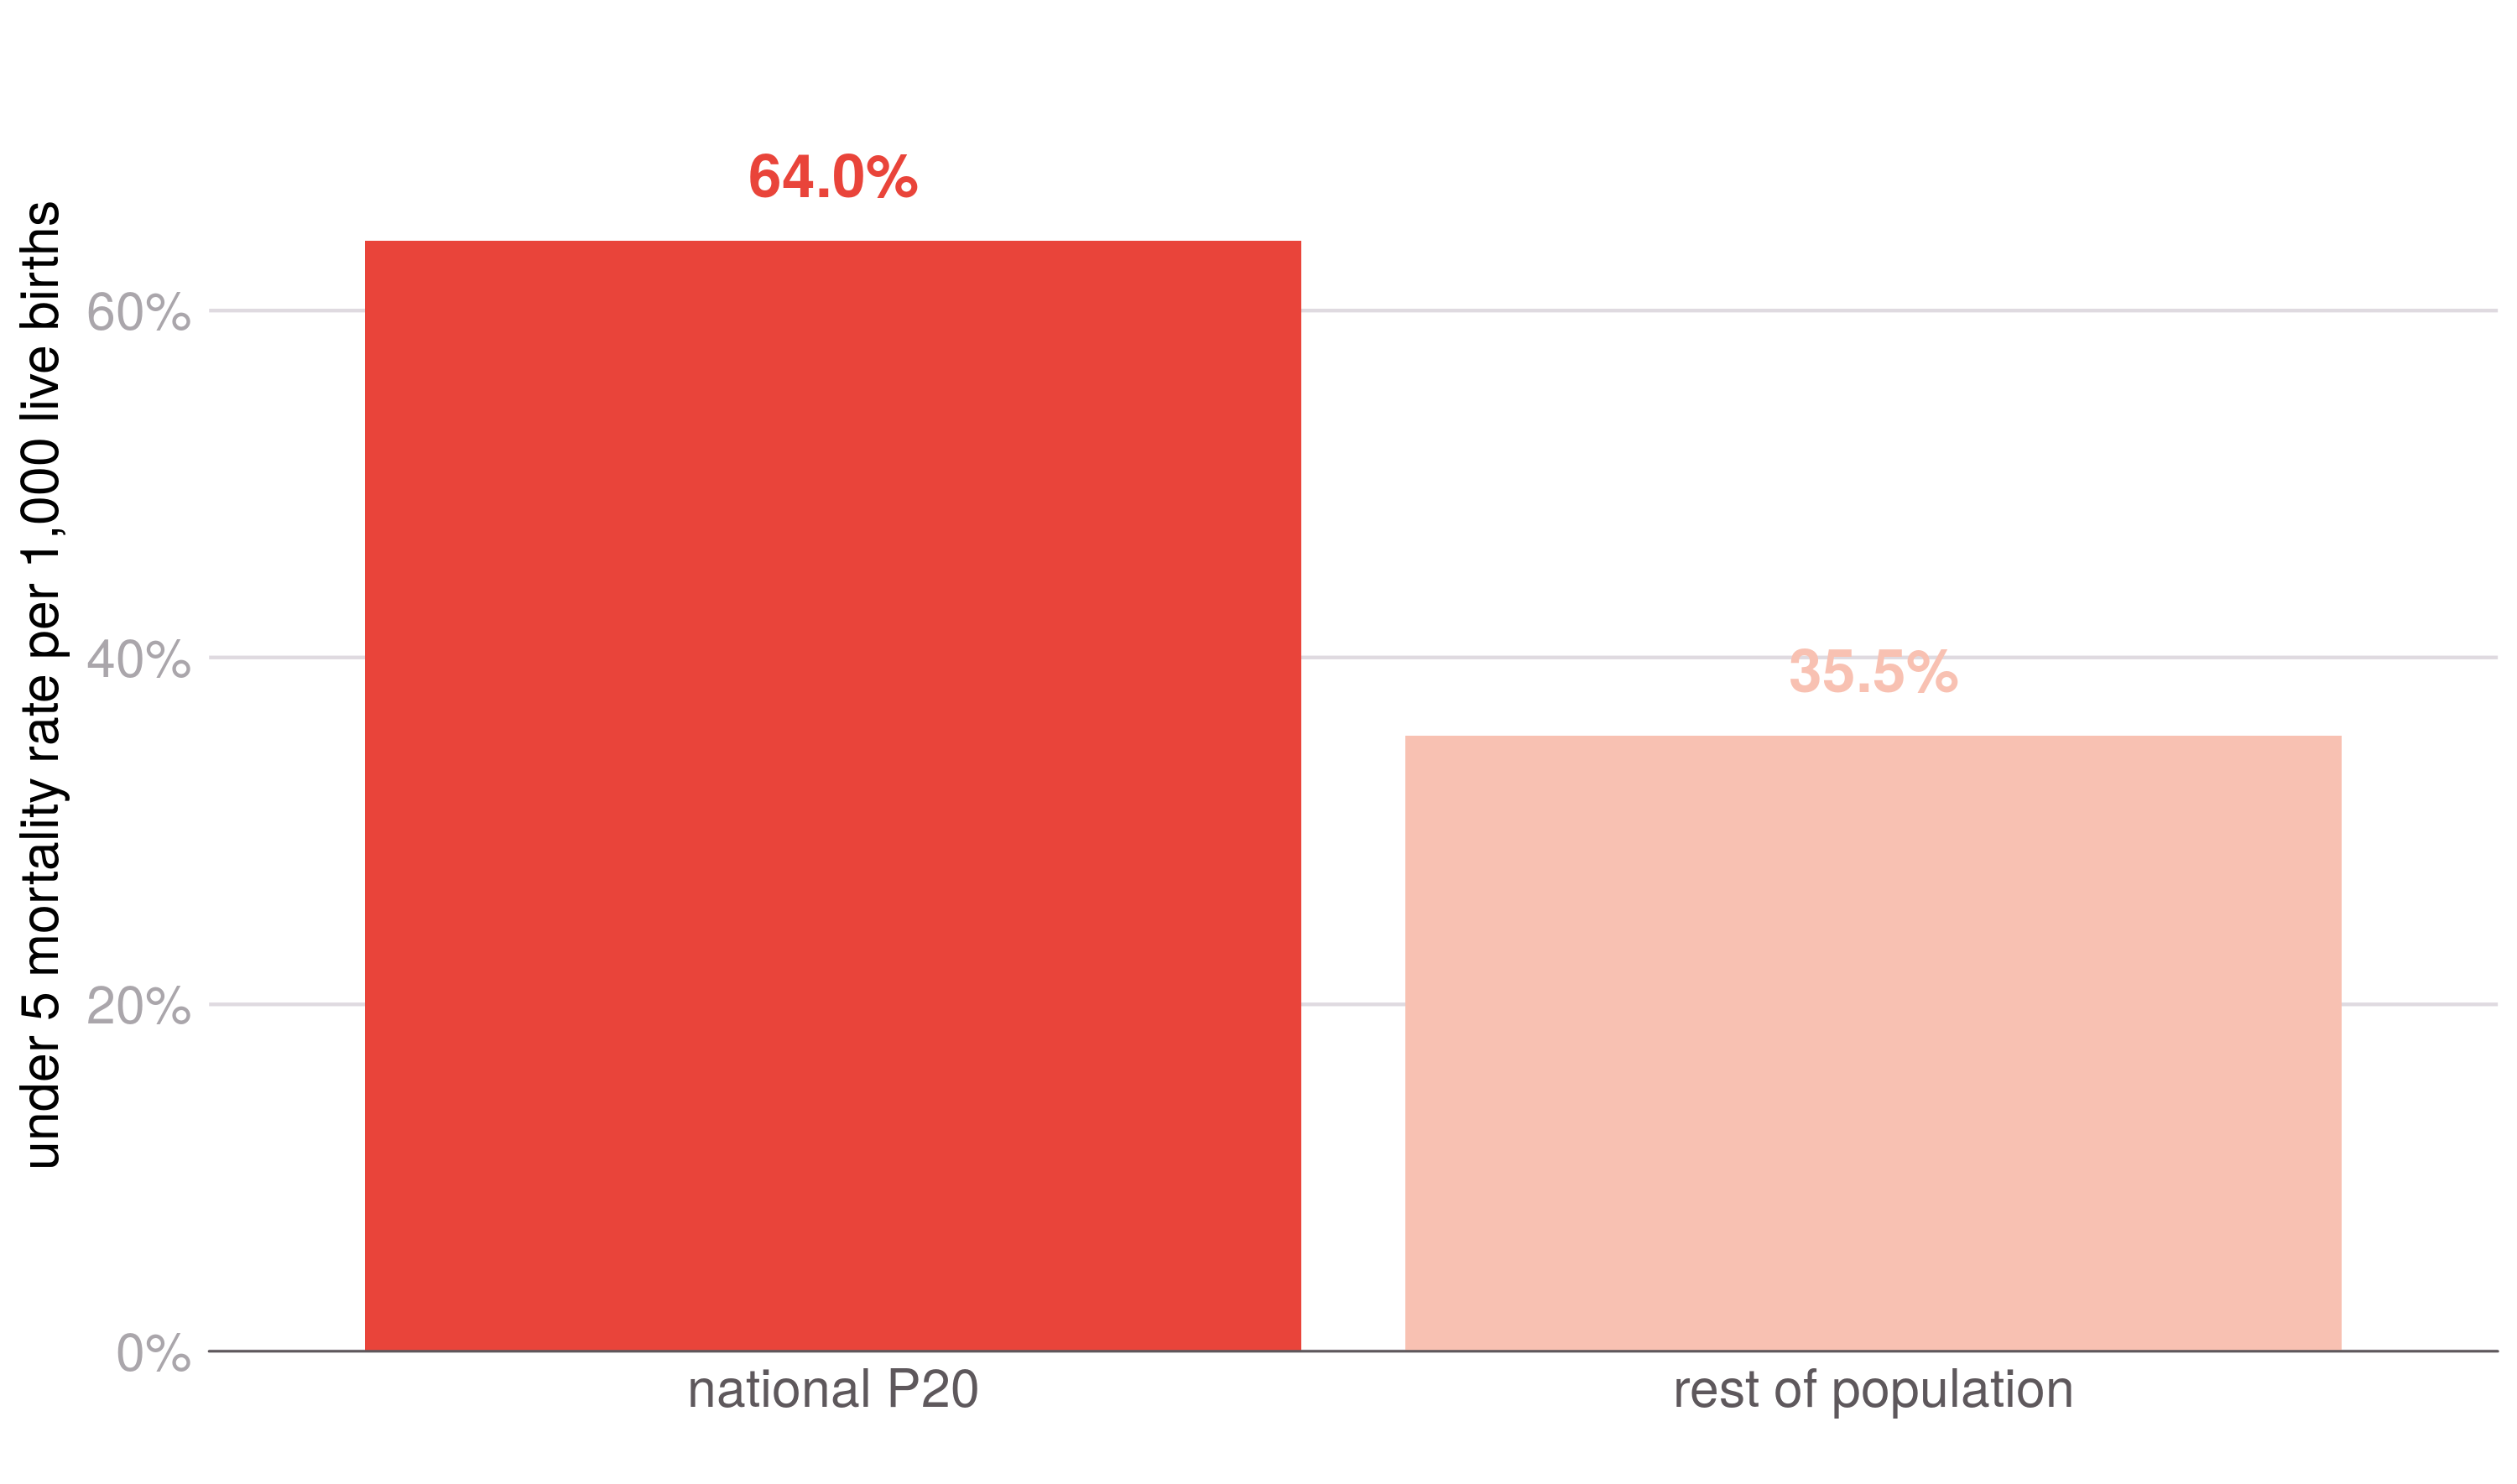 under 5 mortality rate per 1,000 live births
60%
40%
20%
0%
64.0%
35.5%
national P20
rest of population